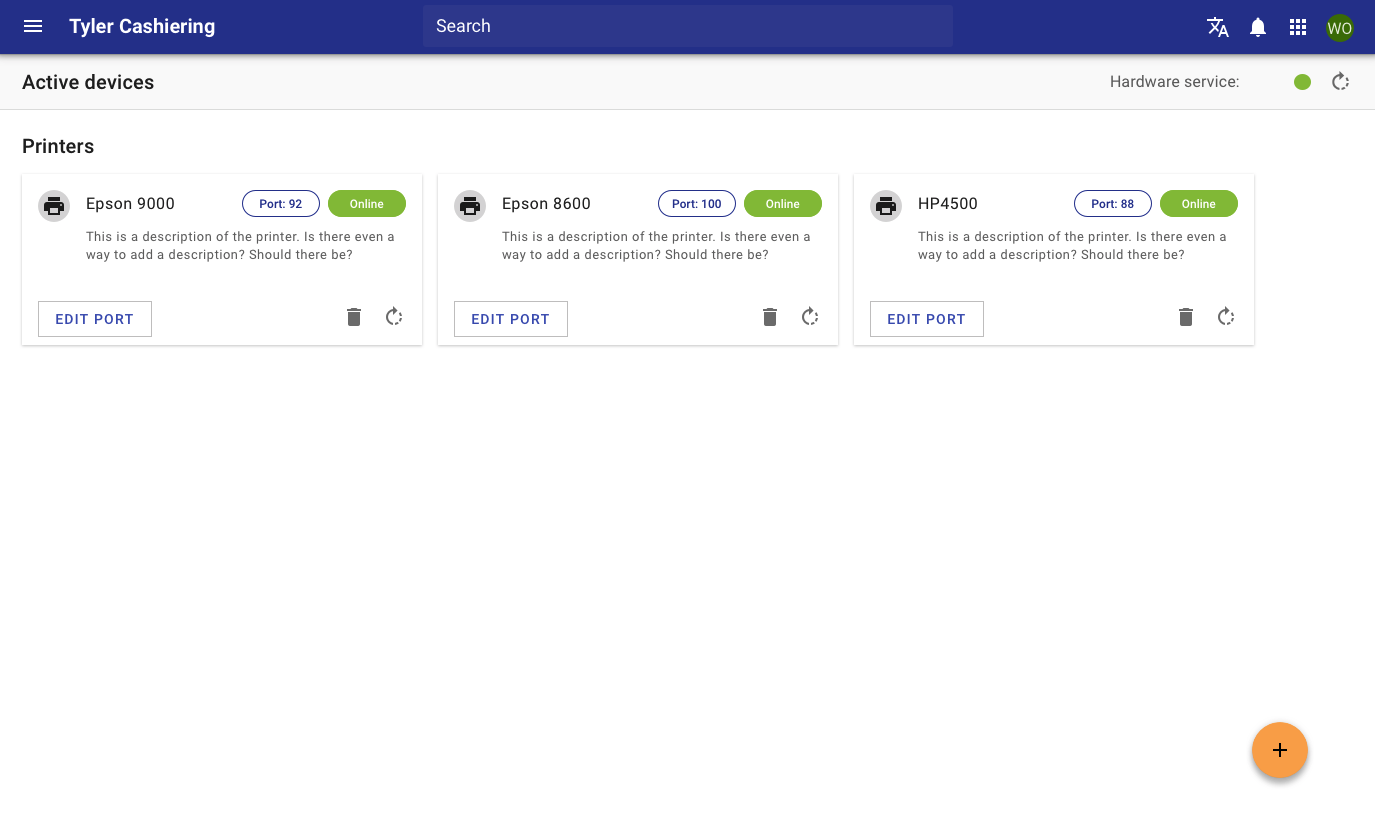 Tyler Cashiering
Search
WO
Active devices
Hardware service:
Printers
Epson 9000
Port: 92
Online
This is a description of the printer. Is there even a
way to add a description? Should there be?
EDIT PORT
Epson 8600
Port: 100
Online
This is a description of the printer. Is there even a
way to add a description? Should there be?
EDIT PORT
HP4500
Port: 88
Online
This is a description of the printer. Is there even a
way to add a description? Should there be?
EDIT PORT